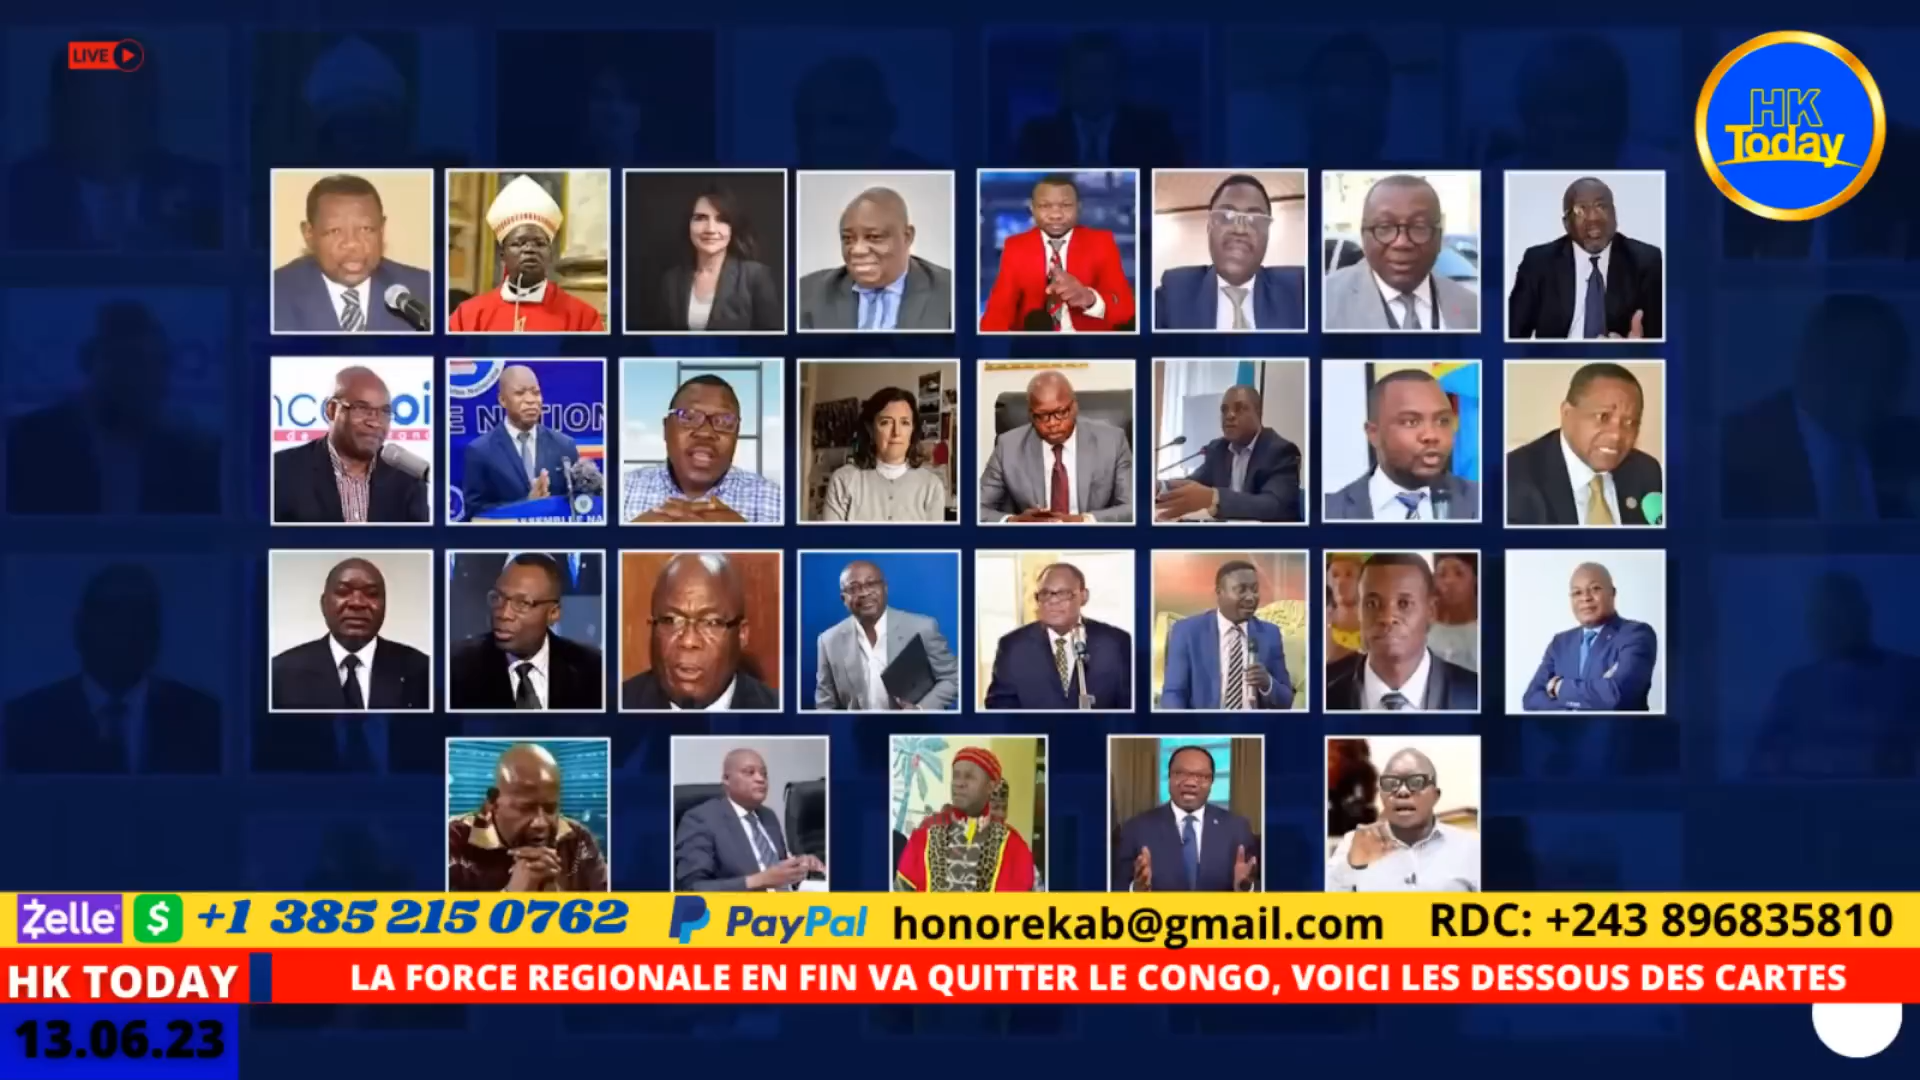 LIVE
HK
Today
E NATION
Zelle $ +1 385 215 0762 PayPal honorekab@gmail.com RDC: +243 896835810
HK TODAY LA FORCE REGIONALE EN FIN VA QUITTER LE CONGO, VOICI LES DESSOUS DES CARTES
13.06.23